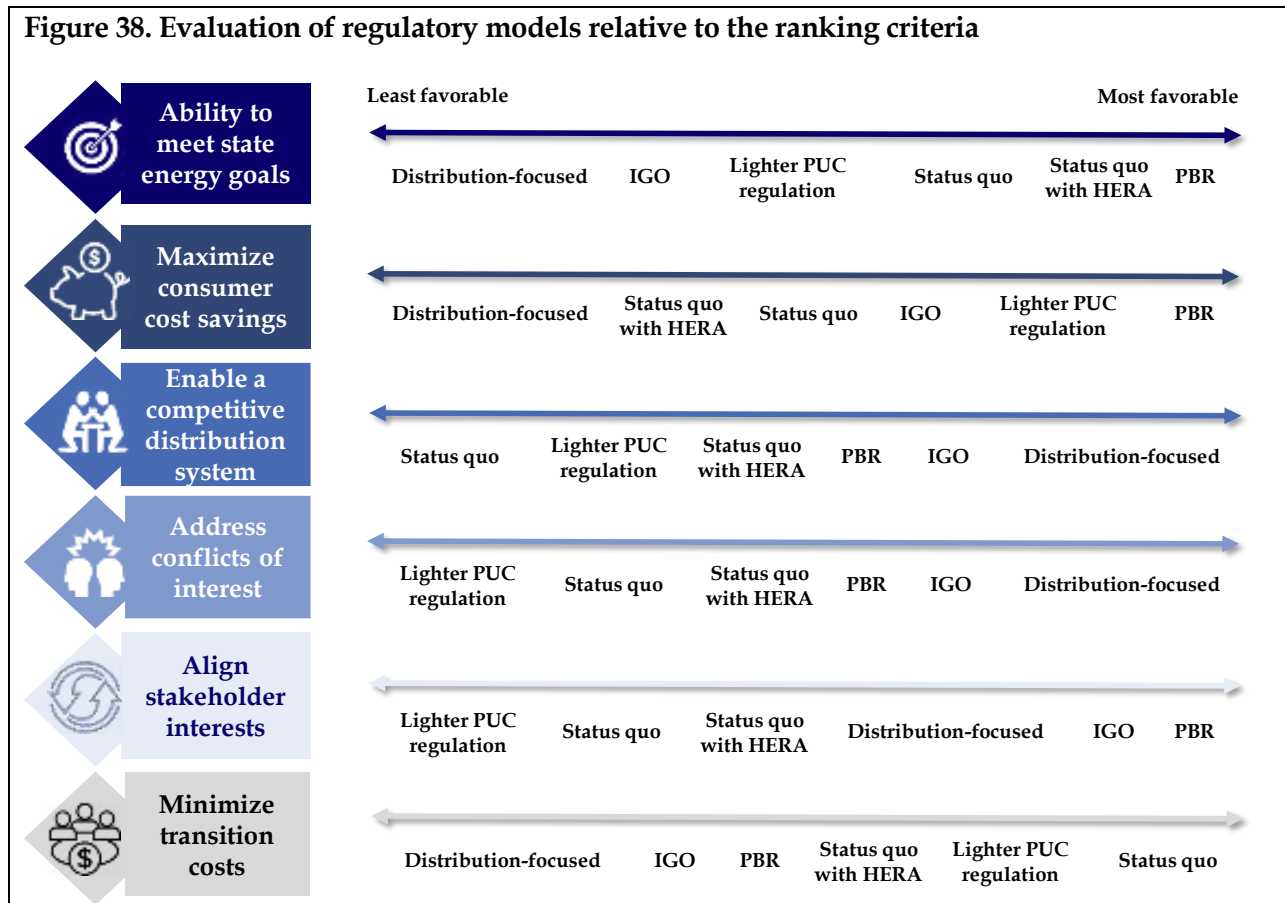 Figure 38. Evaluation of regulatory models relative to the ranking criteria
Ability to
meet state
energy goals
Least favorable
Most favorable
Distribution-focused
IGO
Lighter PUC
regulation
Status quo
Status quo
with HERA
PBR
Maximize
consumer
cost savings
Distribution-focused
Status quo
with HERA
Status quo
IGO
Lighter PUC
regulation
PBR
Enable a
competitive
distribution
system
Status quo
Lighter PUC
regulation
Status quo
with HERA
PBR
IGO
Distribution-focused
Address
conflicts of
interest
Lighter PUC
regulation
Status quo
Status quo
with HERA
PBR
IGO
Distribution-focused
Align
stakeholder
interests
Lighter PUC
regulation
Status quo
Status quo
with HERA
Distribution-focused
IGO
PBR
Minimize
transition
costs
Distribution-focused
IGO
PBR
Status quo
with HERA
Lighter PUC
regulation
Status quo